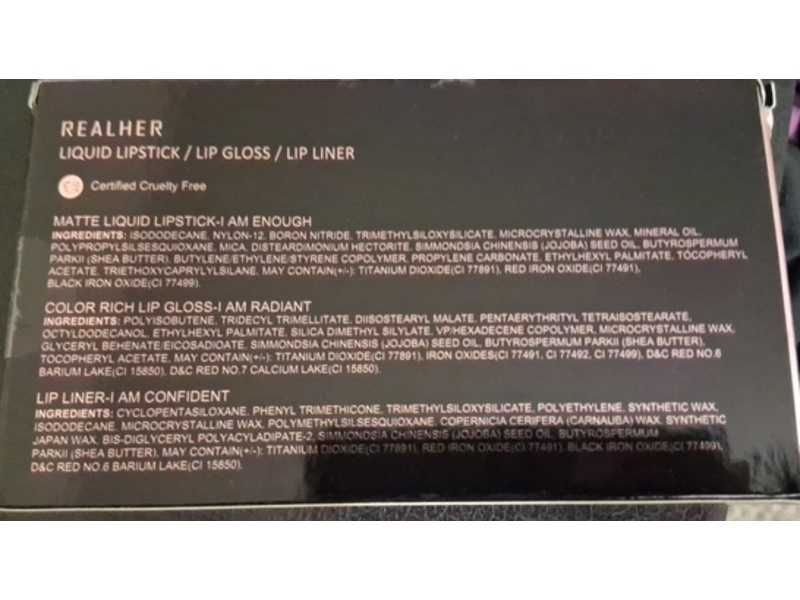 REALHER
LIQUID LIPSTICK / LIP GLOSS / LIP LINER
Certified Cruelty Free
MATTE LIQUID LIPSTICK-I AM ENOUGH
INGREDIENTS: ISODODECANE, NYLON-12, BORON NITRIDE, TRIMETHYLSILOXYSILICATE, MICROCRYSTALLINE WAX, MINERAL OIL,
POLYPROPYLSILSESQUIOXANE, MICA, DISTEARDIMONIUM HECTORITE, SIMMONDSIA CHINENSIS (JOJOBA) SEED OIL, BUTYROSPERMUM
PARKII (SHEA BUTTER), BUTYLENE/ETHYLENE/STYRENE COPOLYMER, PROPYLENE CARBONATE, ETHYLHEXYL PALMITATE, TOCOPHERYL
ACETATE, TRIETHOXYCAPRYLYLSILANE, MAY CONTAIN(+/-): TITANIUM DIOXIDE(CI 77891), RED IRON OXIDE(CI 77491),
BLACK IRON OXIDE(CI 77499).
COLOR RICH LIP GLOSS-I AM RADIANT
INGREDIENTS: POLYISOBUTENE, TRIDECYL TRIMELLITATE, DIISOSTEARYL MALATE, PENTAERYTHRITYL TETRAISOSTEARATE,
OCTYLDODECANOL, ETHYLHEXYL PALMITATE, SILICA DIMETHYL SILYLATE, VP/HEXADECENE COPOLYMER, MICROCRYSTALLINE WAX,
GLYCERYL BEHENATE/EICOSADIOATE, SIMMONDSIA CHINENSIS (JOJOBA) SEED OIL, BUTYROSPERMUM PARKII (SHEA BUTTER),
TOCOPHERYL ACETATE, MAY CONTAIN (+/-): TITANIUM DIOXIDE(CI 77891), IRON OXIDES(CI 77491, CI 77492, CI 77499), D&C RED NO.6
BARIUM LAKE(CI 15850), D&C RED NO.7 CALCIUM LAKE(CI 15850).
LIP LINER-I AM CONFIDENT
INGREDIENTS: CYCLOPENTASILOXANE, PHENYL TRIMETHICONE, TRIMETHYLSILOXYSILICATE, POLYETHYLENE, SYNTHETIC WAX,
ISODODECANE, MICROCRYSTALLINE WAX, POLYMETHYLSILSESQUIOXANE, COPERNICIA CERIFERA (CARNAUBA) WAX, SYNTHETIC
JAPAN WAX, BIS-DIGLYCERYL POLYACYLADIPATE-2, SIMMONDSIA CHINENSIS (JOJOBA) SEED OIL, BUTYROSPERMUM
PARKII (SHEA BUTTER), MAY CONTAIN(+/-): TITANIUM DIOXIDE(CI 77891), RED IRON OXIDE(CI 77491), BLACK IRON OXIDE(CI 77499),
D&C RED NO.6 BARIUM LAKE(CI 15850).